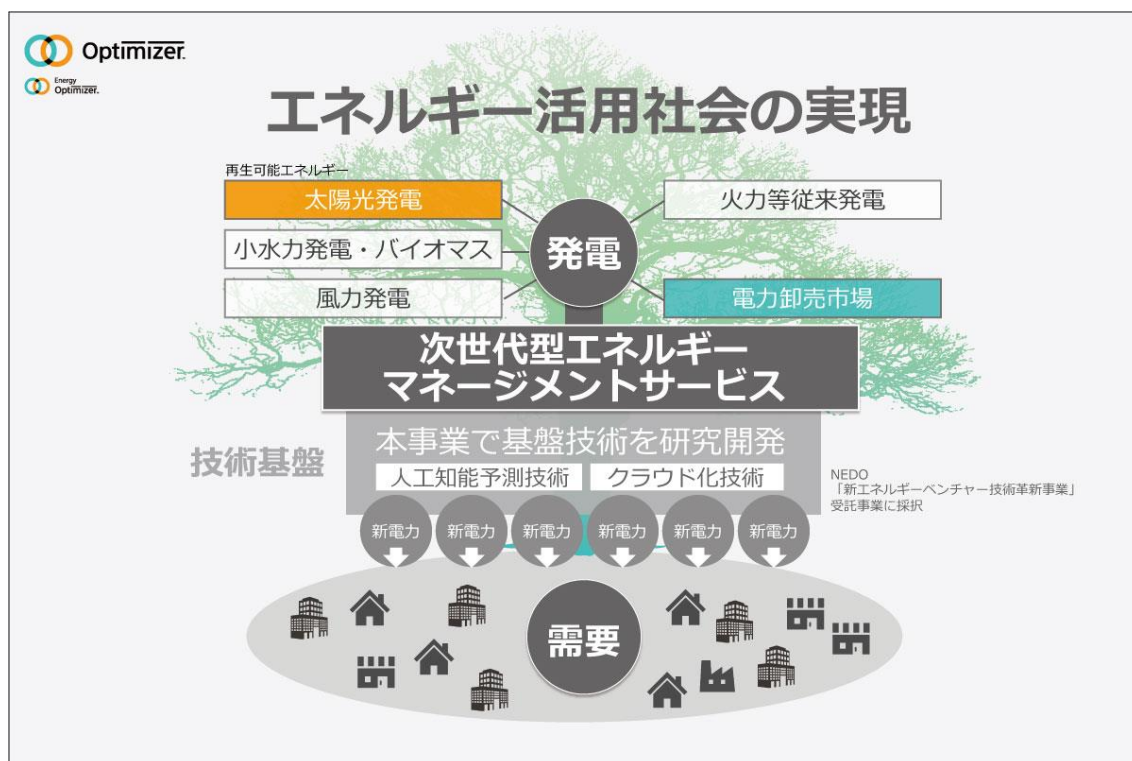 Optimizer.
Energy
Optimizer.
エネルギー活用社会の実現
再生可能エネルギー
太陽光発電
小水力発電・バイオマス
風力発電
発電
火力等従来発電
電力卸売市場
次世代型エネルギー
マネージメントサービス
技術基盤
本事業で基盤技術を研究開発
人工知能予測技術
クラウド化技術
NEDO
「新エネルギーベンチャー技術革新事業」
受託事業に採択
新電力
新電力
新電力
新電力
新電力
新電力
需要